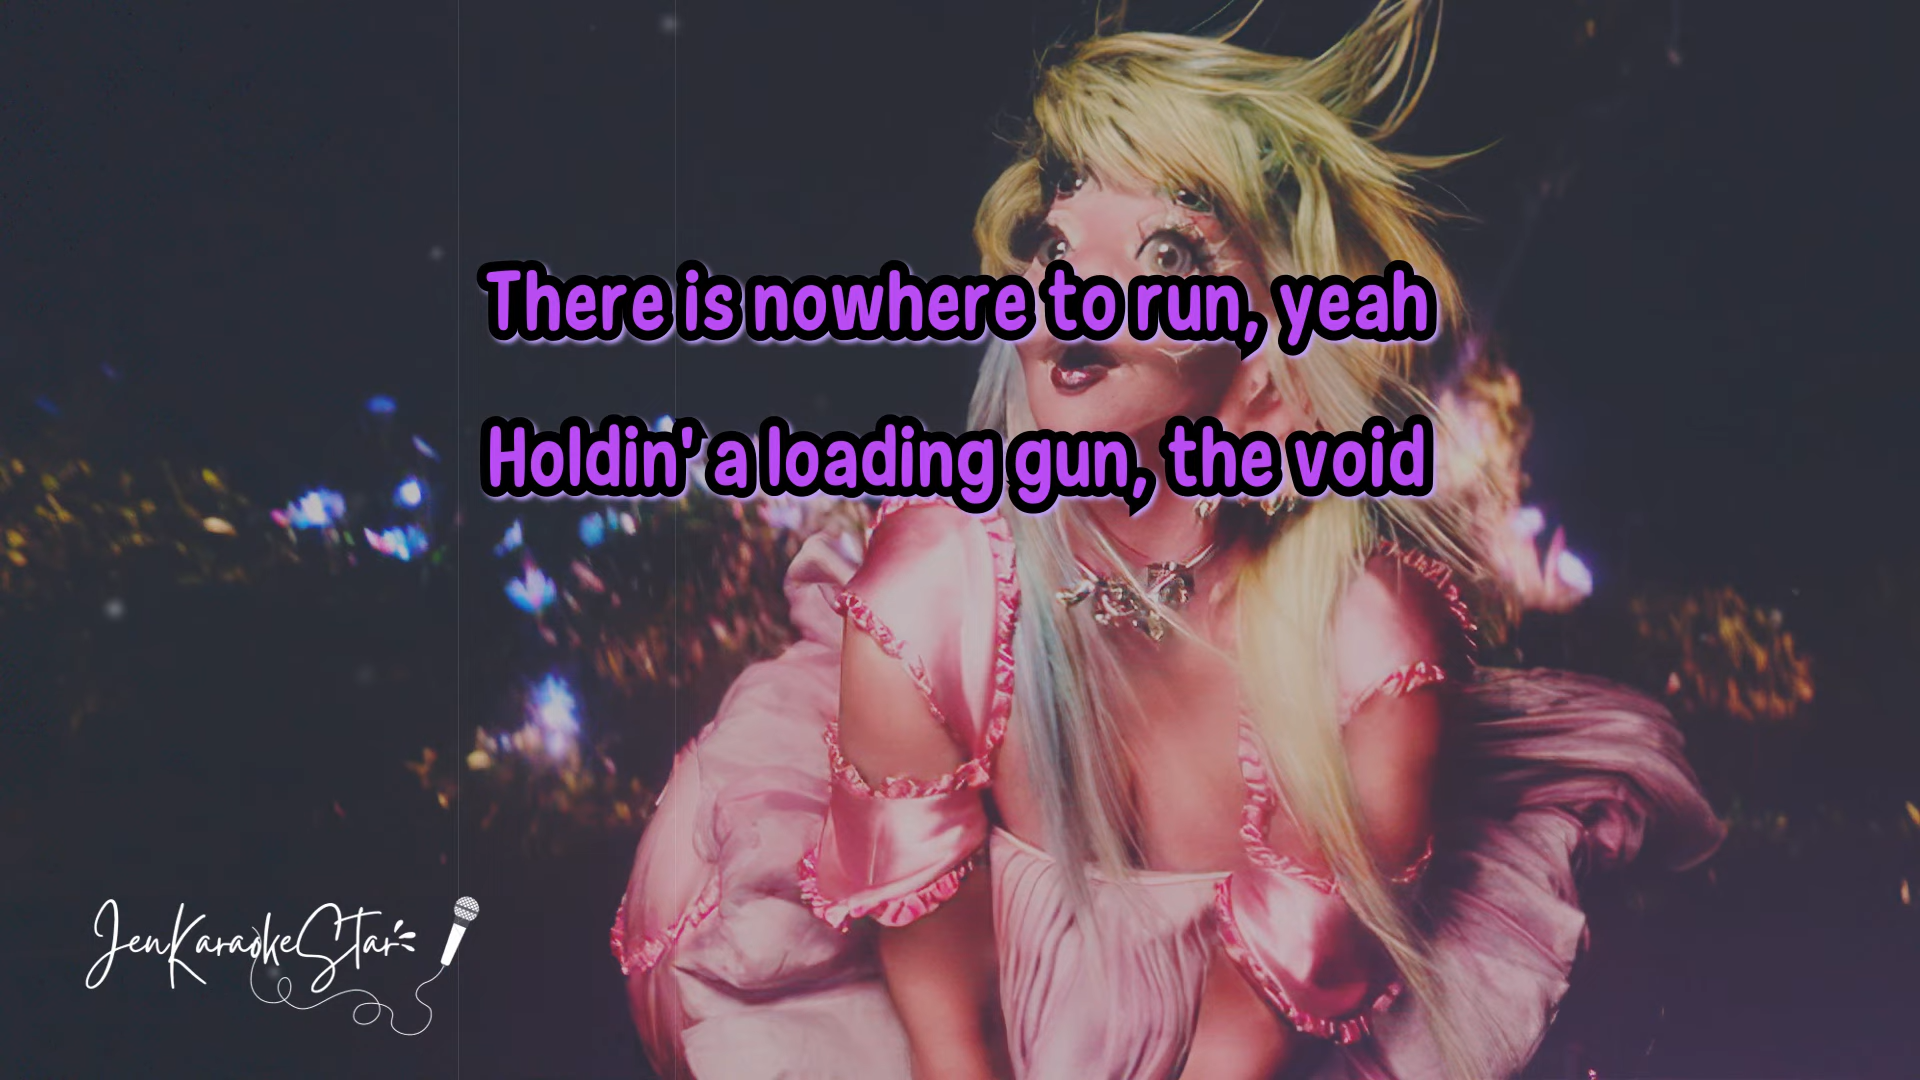 There is nowhere to run, yeah
Holdin' a loading gun, the void
JenKaraokeStar